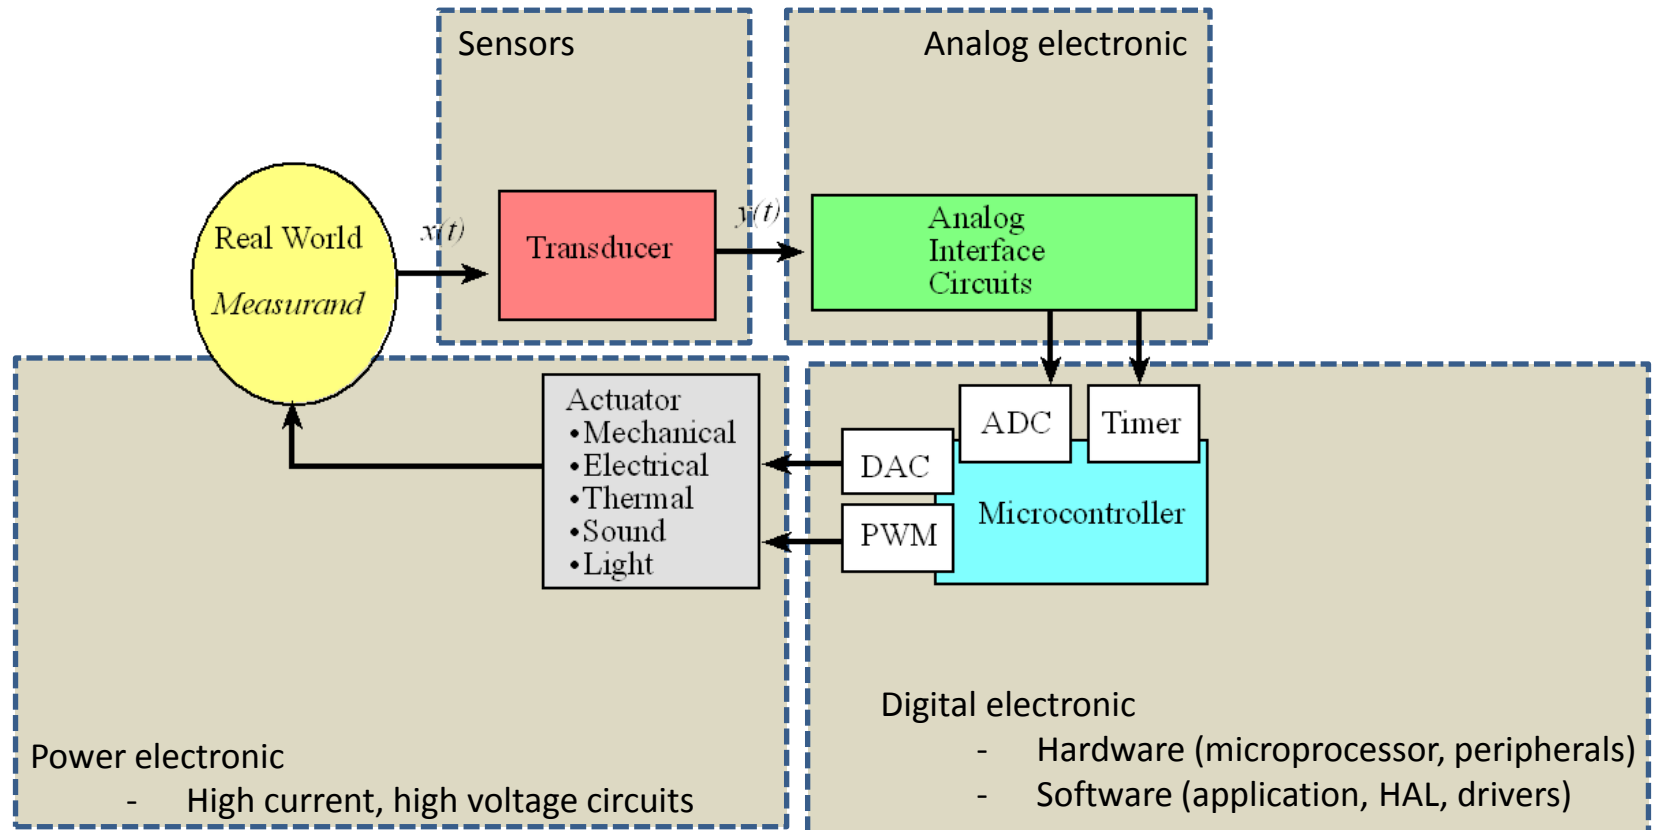 Sensors
Analog electronic
Real World
Measurand
x(t)
Transducer
y(t)
Analog
Interface
Circuits
Actuator
•Mechanical
•Electrical
•Thermal
•Sound
•Light
ADC
Timer
DAC
PWM
Microcontroller
Power electronic
- High current, high voltage circuits
Digital electronic
- Hardware (microprocessor, peripherals)
- Software (application, HAL, drivers)